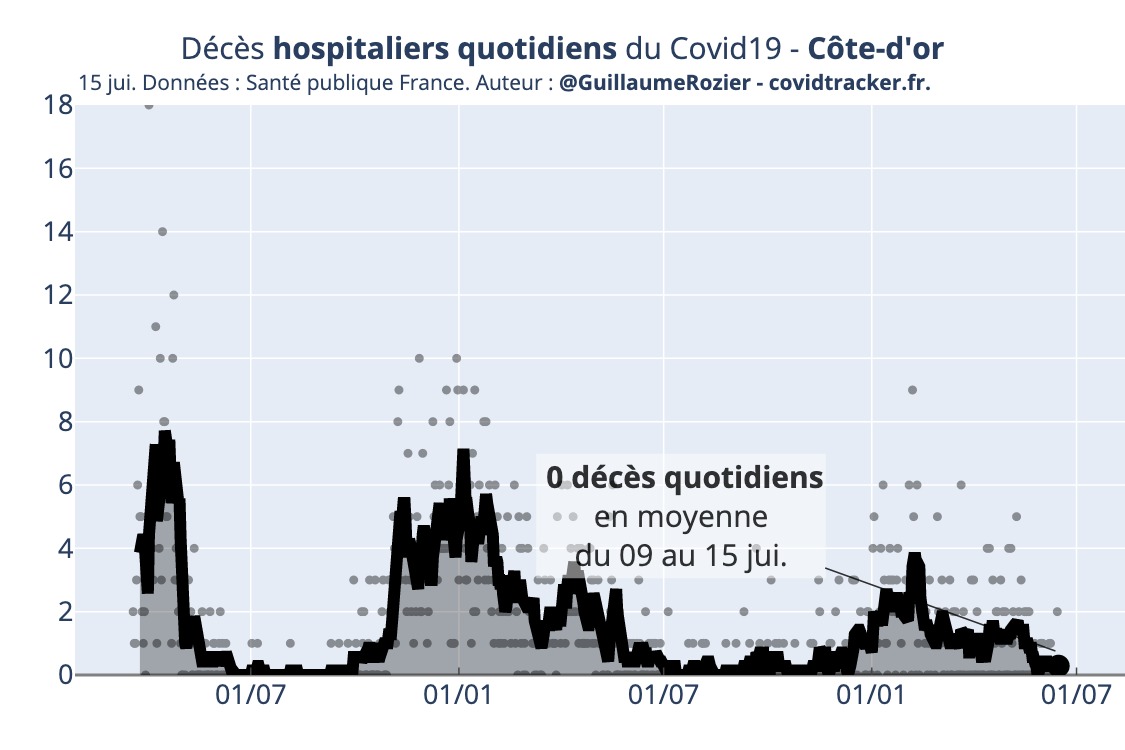 Décès hospitaliers quotidiens du Covid19 - Côte-d'or
15 jui. Données : Santé publique France. Auteur : @GuillaumeRozier - covidtracker.fr.
18
16
14
12
10
8
6
4
2
0
0 décès quotidiens
en moyenne
du 09 au 15 jui.
01/07 01/01 01/07 01/01 01/07